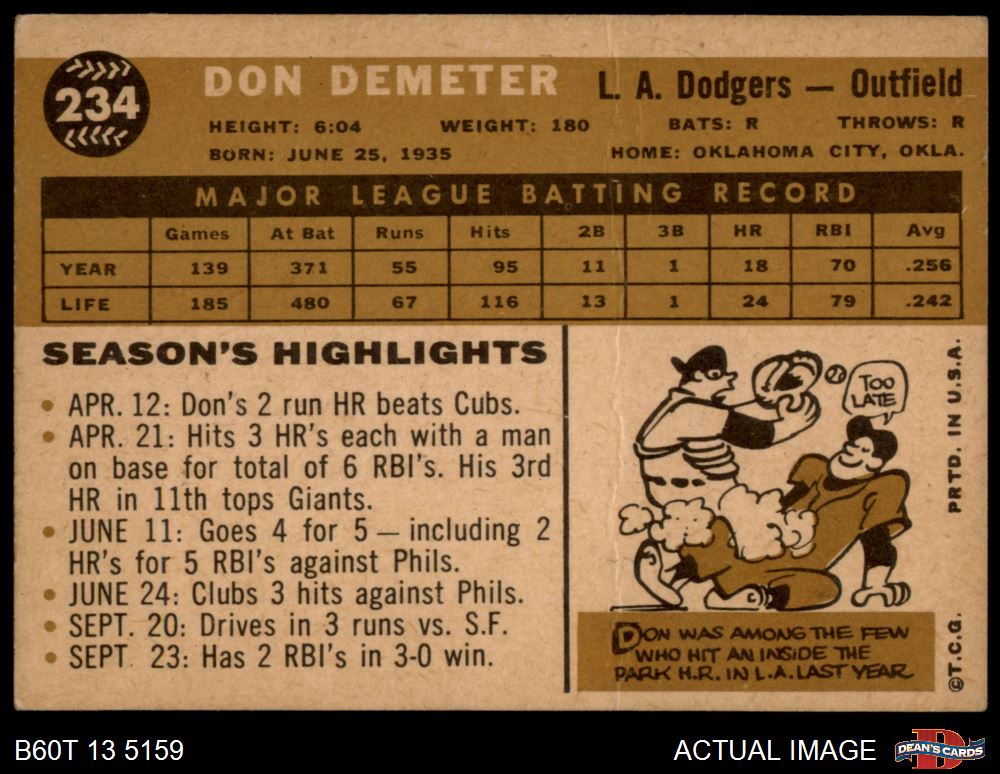 234
DON DEMETER
L. A. Dodgers — Outfield
HEIGHT: 6:04 WEIGHT: 180 BATS: R THROWS: R
BORN: JUNE 25, 1935 HOME: OKLAHOMA CITY, OKLA.
MAJOR LEAGUE BATTING RECORD
Games At Bat Runs Hits 2B 3B HR RBI Avg
YEAR 139 371 55 95 11 1 18 70 .256
LIFE 185 480 67 116 13 1 24 79 .242
SEASON'S HIGHLIGHTS
• APR. 12: Don's 2 run HR beats Cubs.
• APR. 21: Hits 3 HR's each with a man
on base for total of 6 RBI's. His 3rd
HR in 11th tops Giants.
• JUNE 11: Goes 4 for 5 — including 2
HR's for 5 RBI's against Phils.
• JUNE 24: Clubs 3 hits against Phils.
• SEPT. 20: Drives in 3 runs vs. S.F.
• SEPT. 23: Has 2 RBI's in 3-0 win.
TOO
LATE
DON WAS AMONG THE FEW
WHO HIT AN INSIDE THE
PARK H.R. IN L.A. LAST YEAR
©T.C.G. PRTD. IN U.S.A.
B60T 13 5159
ACTUAL IMAGE
DEAN'S CARDS